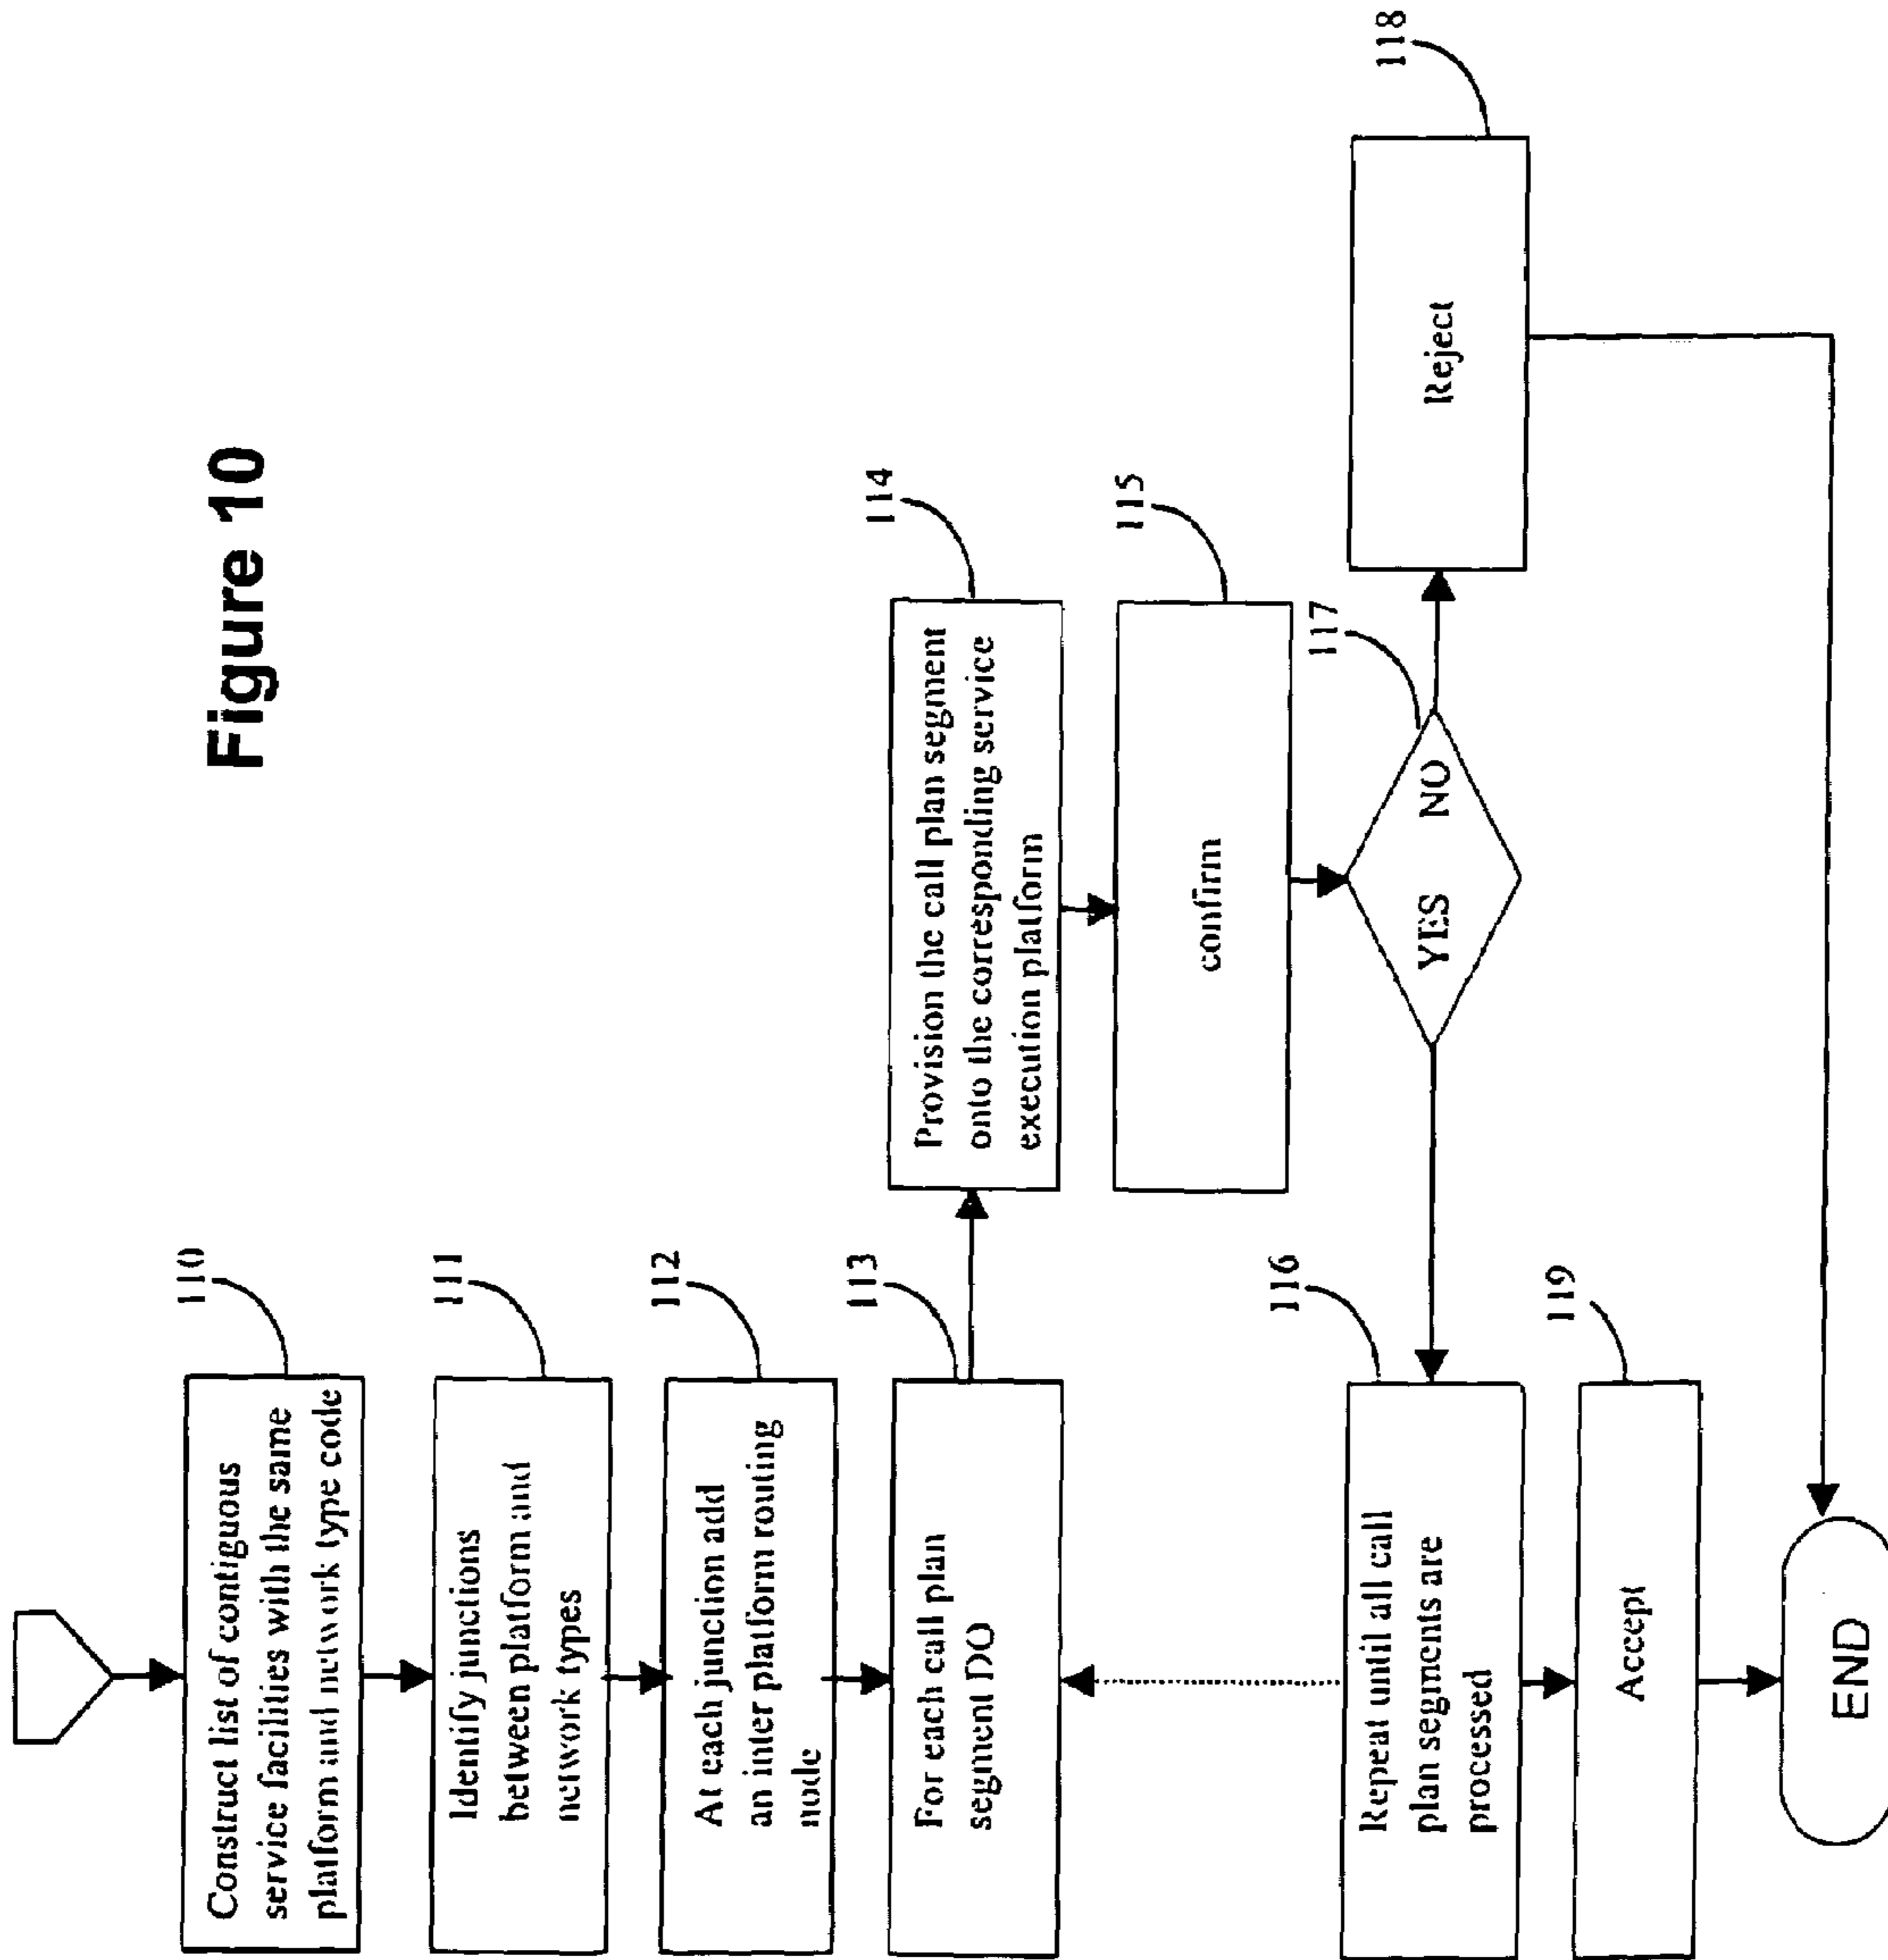 Figure 10
110
Construct list of contiguous
service facilities with the same
platform and network type code
111
Identify junctions
between platform and
network types
112
At each junction add
an inter platform routing
node
113
For each call plan
segment DO
114
Provision the call plan segment
onto the corresponding service
execution platform
115
confirm
117
YES NO
118
Reject
116
Repeat until all call
plan segments are
processed
119
Accept
END